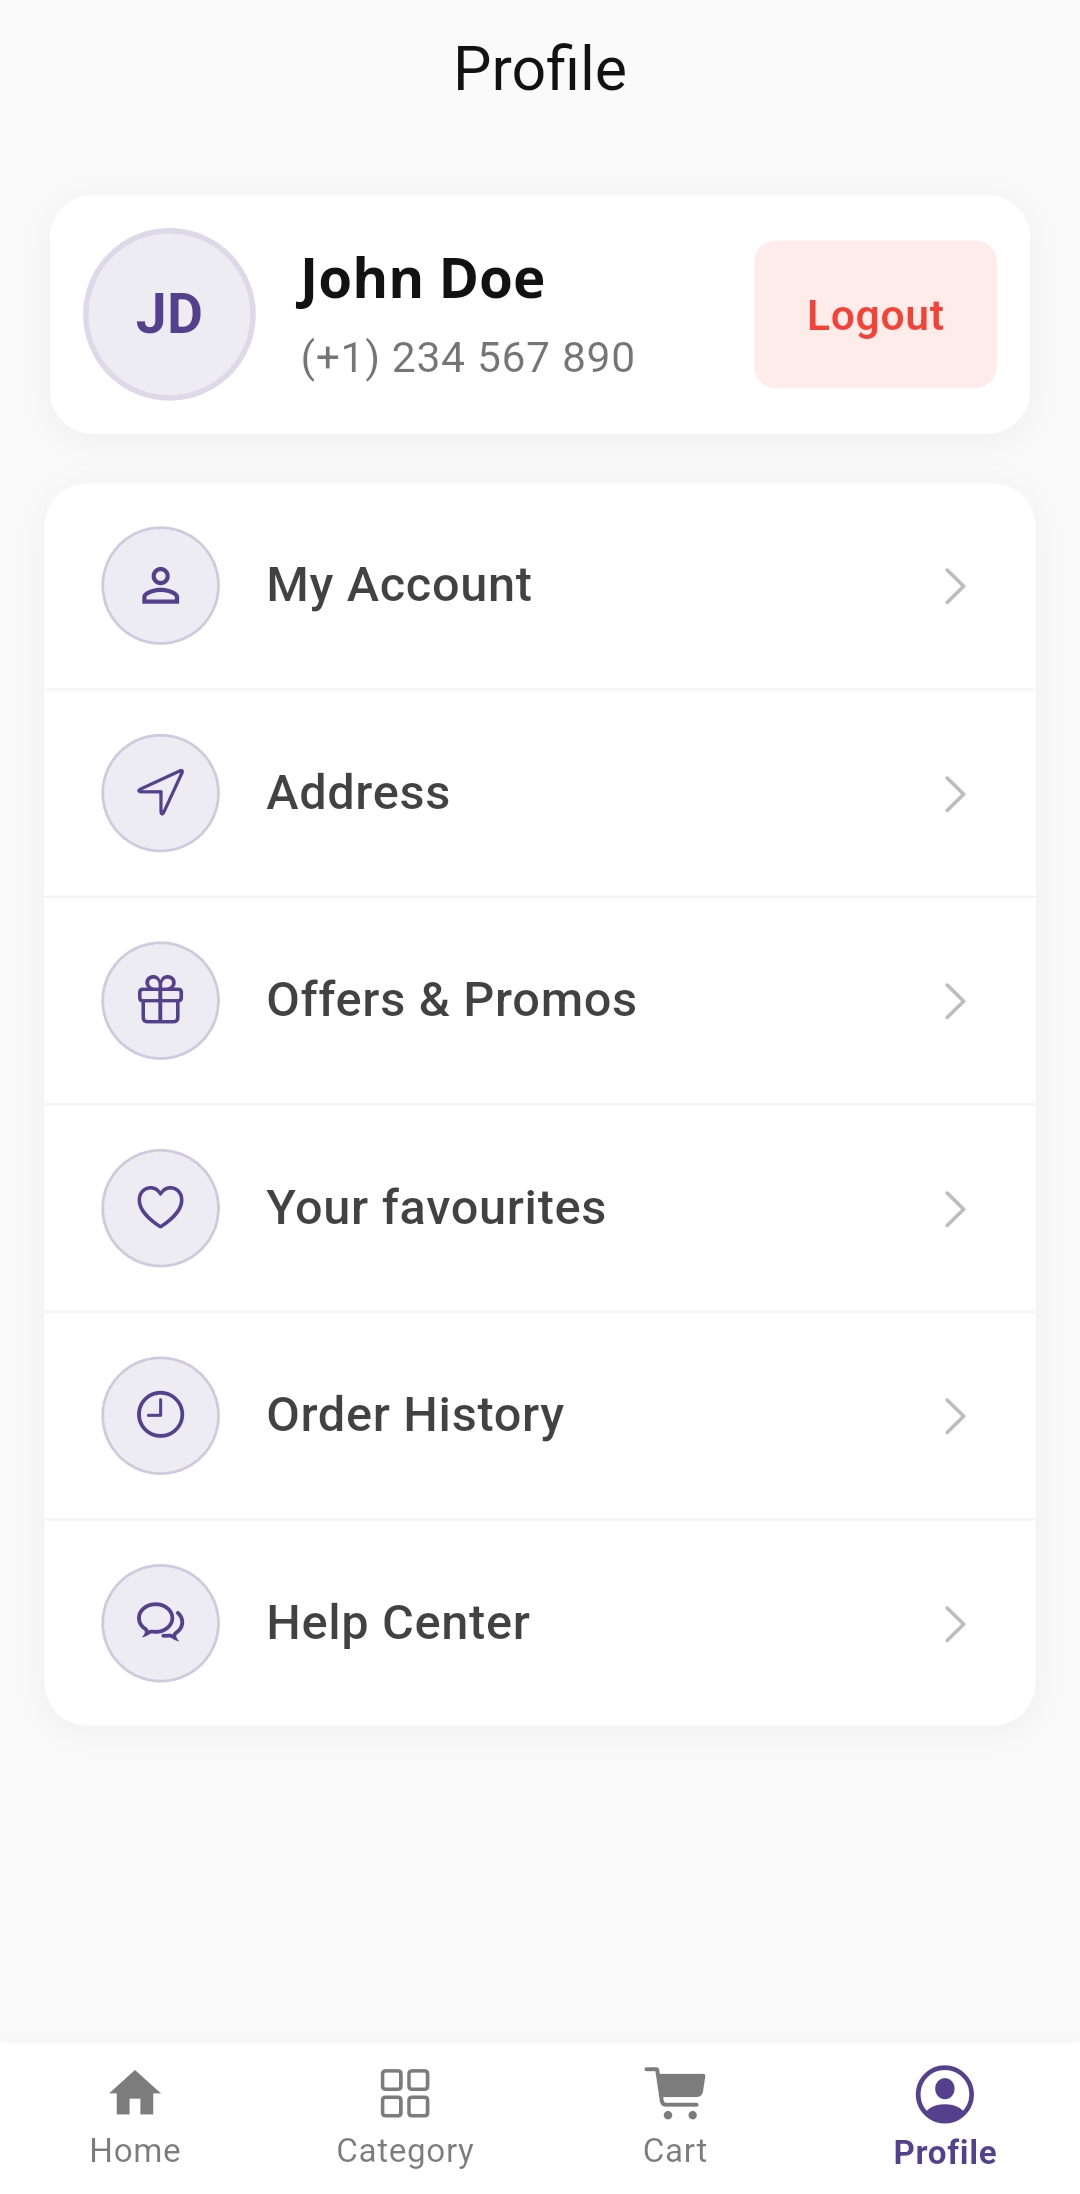 Profile
JD
John Doe
(+1) 234 567 890
Logout
My Account
Address
Offers & Promos
Your favourites
Order History
Help Center
Home
Category
Cart
Profile